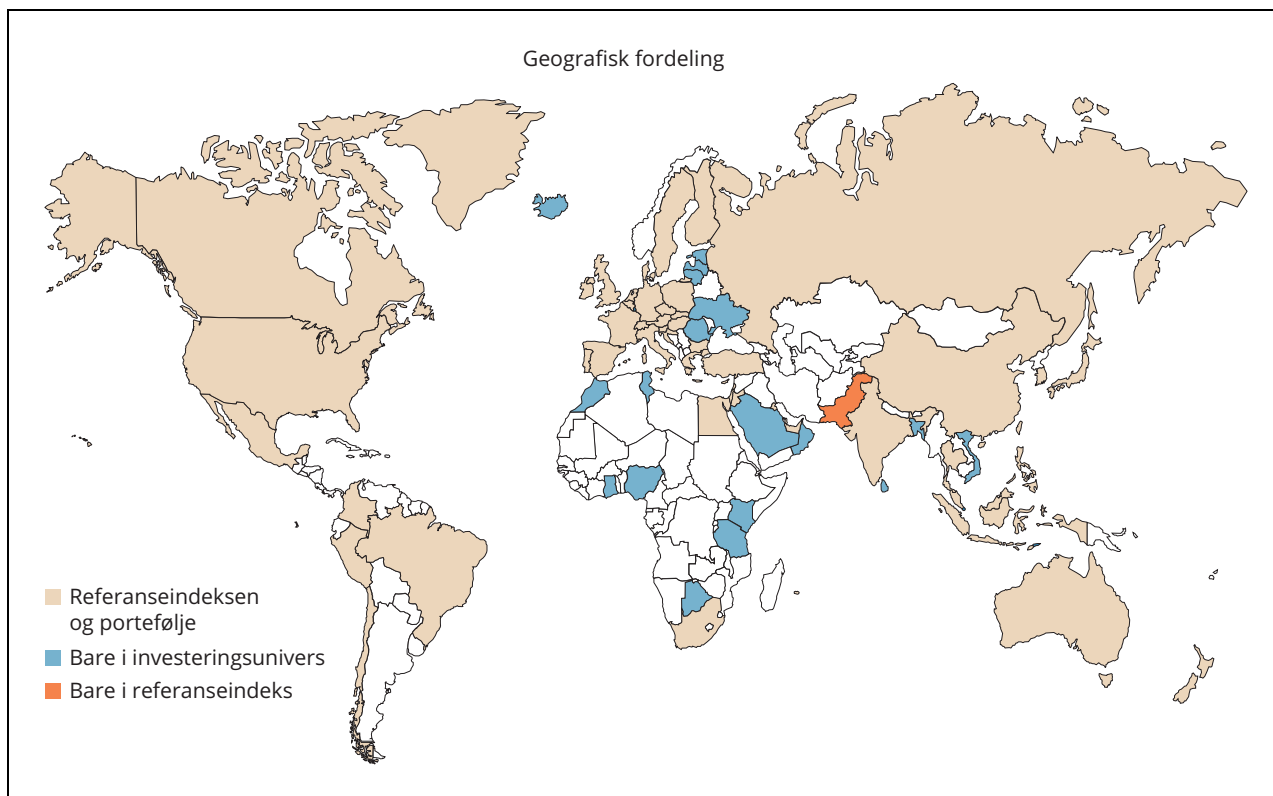 Geografisk fordeling
Referanseindeksen
og portefølje
Bare i investeringsunivers
Bare i referanseindeks